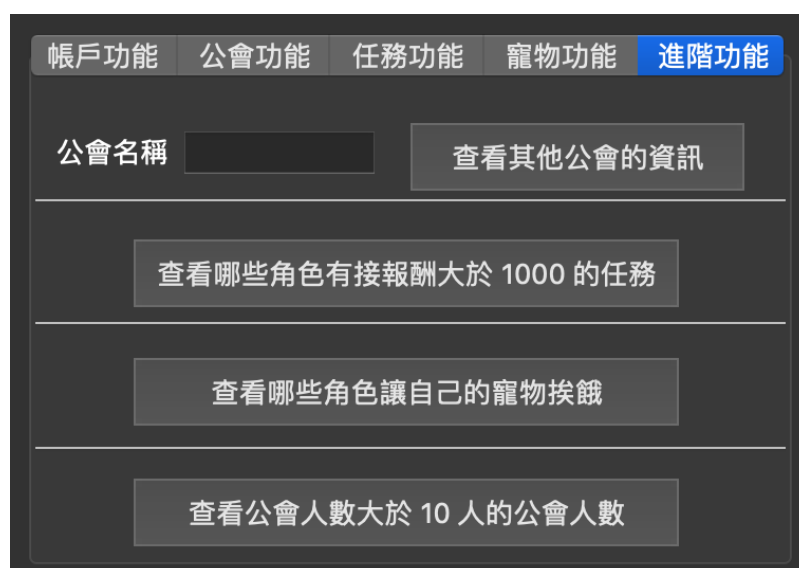 帳戶功能 公會功能 任務功能 寵物功能 進階功能
公會名稱 查看其他公會的資訊
查看哪些角色有接報酬大於 1000 的任務
查看哪些角色讓自己的寵物挨餓
查看公會人數大於 10 人的公會人數